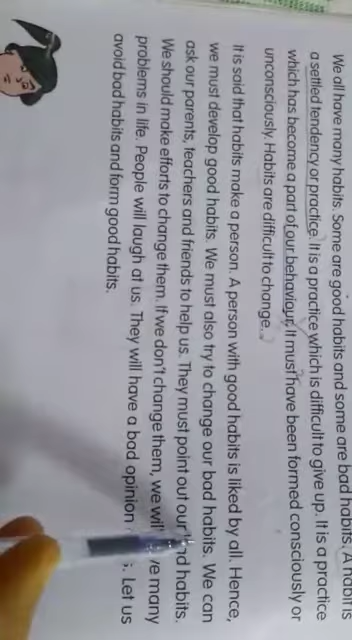 We all have many habits. Some are good habits and some are bad habits. A habit is
a settled tendency or practice. It is a practice which is difficult to give up. It is a practice
which has become a part of our behaviour. It must have been formed consciously or
unconsciously. Habits are difficult to change.
It is said that habits make a person. A person with good habits is liked by all. Hence,
we must develop good habits. We must also try to change our bad habits. We can
ask our parents, teachers and friends to help us. They must point out our habits.
We should make efforts to change them. If we don't change them, we many
problems in life. People will laugh at us. They will have a bad opinion Let us
avoid bad habits and form good habits.